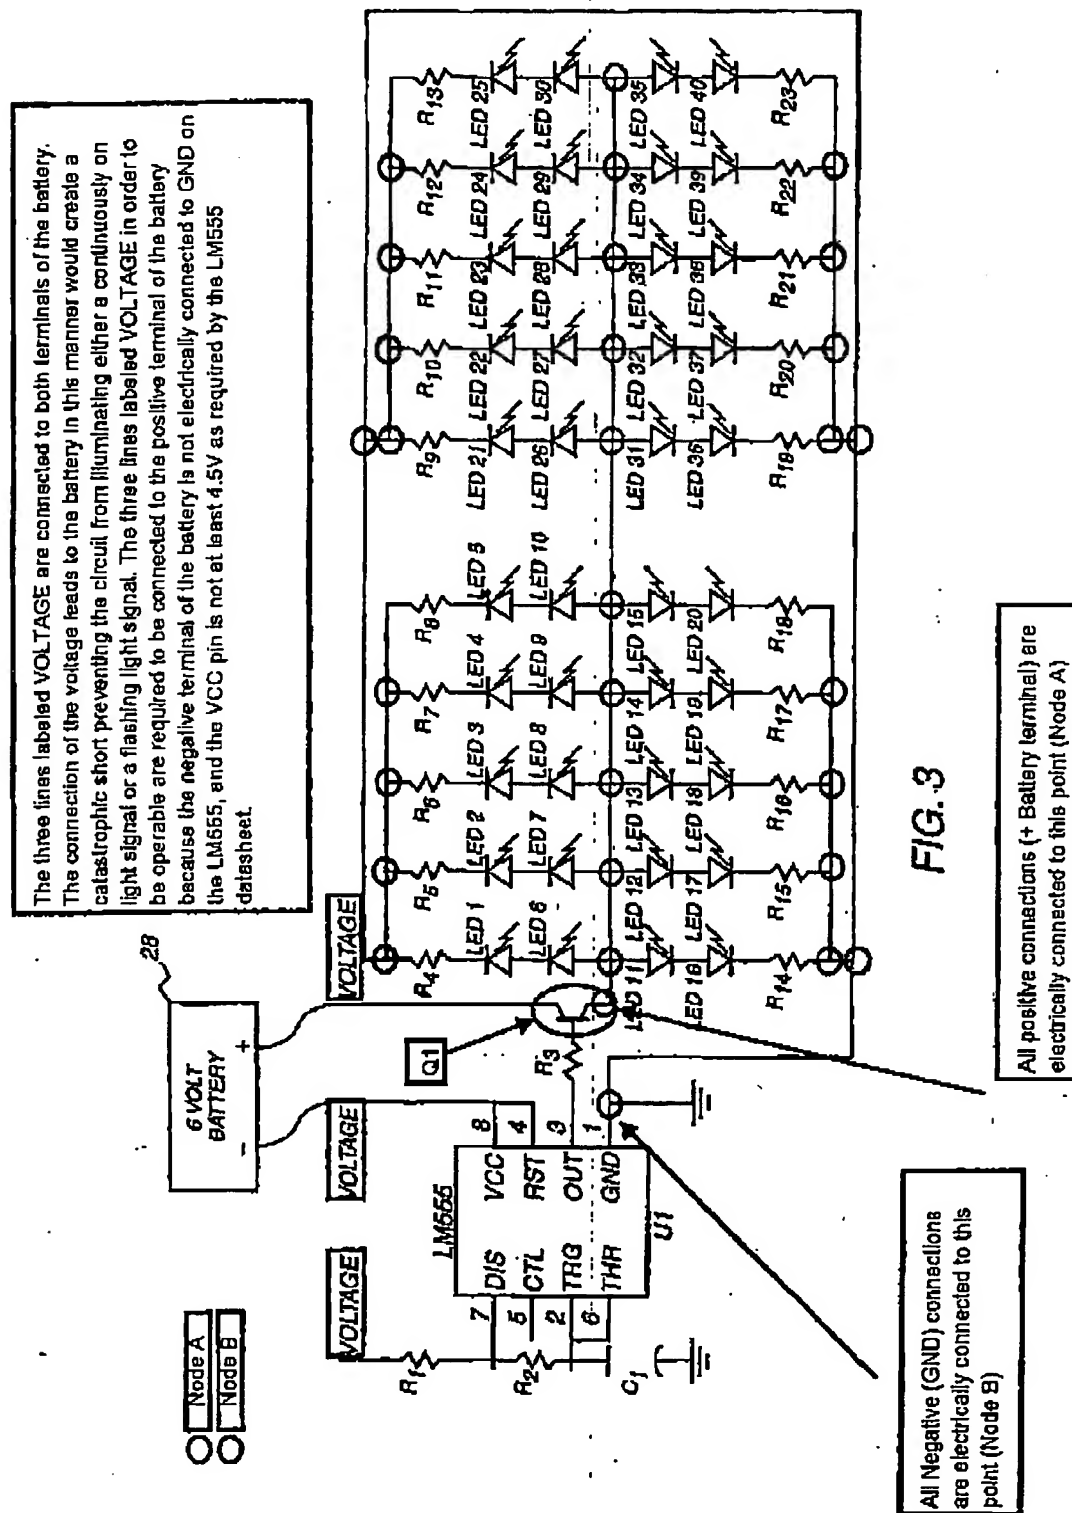 The three lines labeled VOLTAGE are connected to both terminals of the battery.
The connection of the voltage leads to the battery in this manner would create a
catastrophic short preventing the circuit from illuminating either a continuously on
light signal or a flashing light signal. The three lines labeled VOLTAGE in order to
be operable are required to be connected to the positive terminal of the battery
because the negative terminal of the battery is not electrically connected to GND on
the LM555, and the VCC pin is not at least 4.5V as required by the LM555
datasheet.
Node A
Node B
28
6 VOLT
BATTERY
- +
VOLTAGE
VOLTAGE
VOLTAGE
Q1
R1
R2
C1
R3
LM555
7 DIS VCC 8
5 CTL RST 4
2 TRG OUT 3
6 THR GND 1
U1
R4 R5 R6 R7 R8 R9 R10 R11 R12 R13
LED 1 LED 2 LED 3 LED 4 LED 5 LED 21 LED 22 LED 23 LED 24 LED 25
LED 6 LED 7 LED 8 LED 9 LED 10 LED 26 LED 27 LED 28 LED 29 LED 30
LED 11 LED 12 LED 13 LED 14 LED 15 LED 31 LED 32 LED 33 LED 34 LED 35
LED 16 LED 17 LED 18 LED 19 LED 20 LED 36 LED 37 LED 38 LED 39 LED 40
R14 R15 R16 R17 R18 R19 R20 R21 R22 R23
FIG. 3
All Negative (GND) connections
are electrically connected to this
point (Node B)
All positive connections (+ Battery terminal) are
electrically connected to this point (Node A)